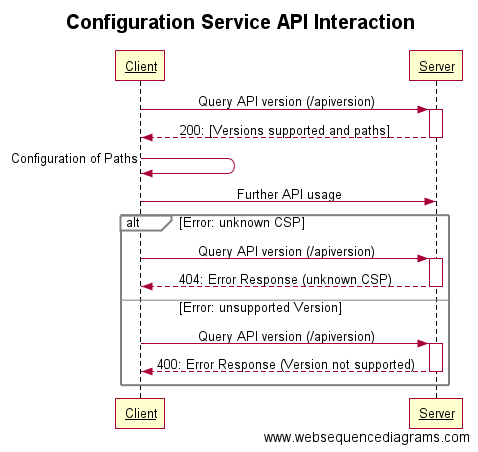 Configuration Service API Interaction
Client Server
Query API version (/apiversion)
200: [Versions supported and paths]
Configuration of Paths
Further API usage
alt [Error: unknown CSP]
Query API version (/apiversion)
404: Error Response (unknown CSP)
[Error: unsupported Version]
Query API version (/apiversion)
400: Error Response (Version not supported)
Client Server
www.websequencediagrams.com